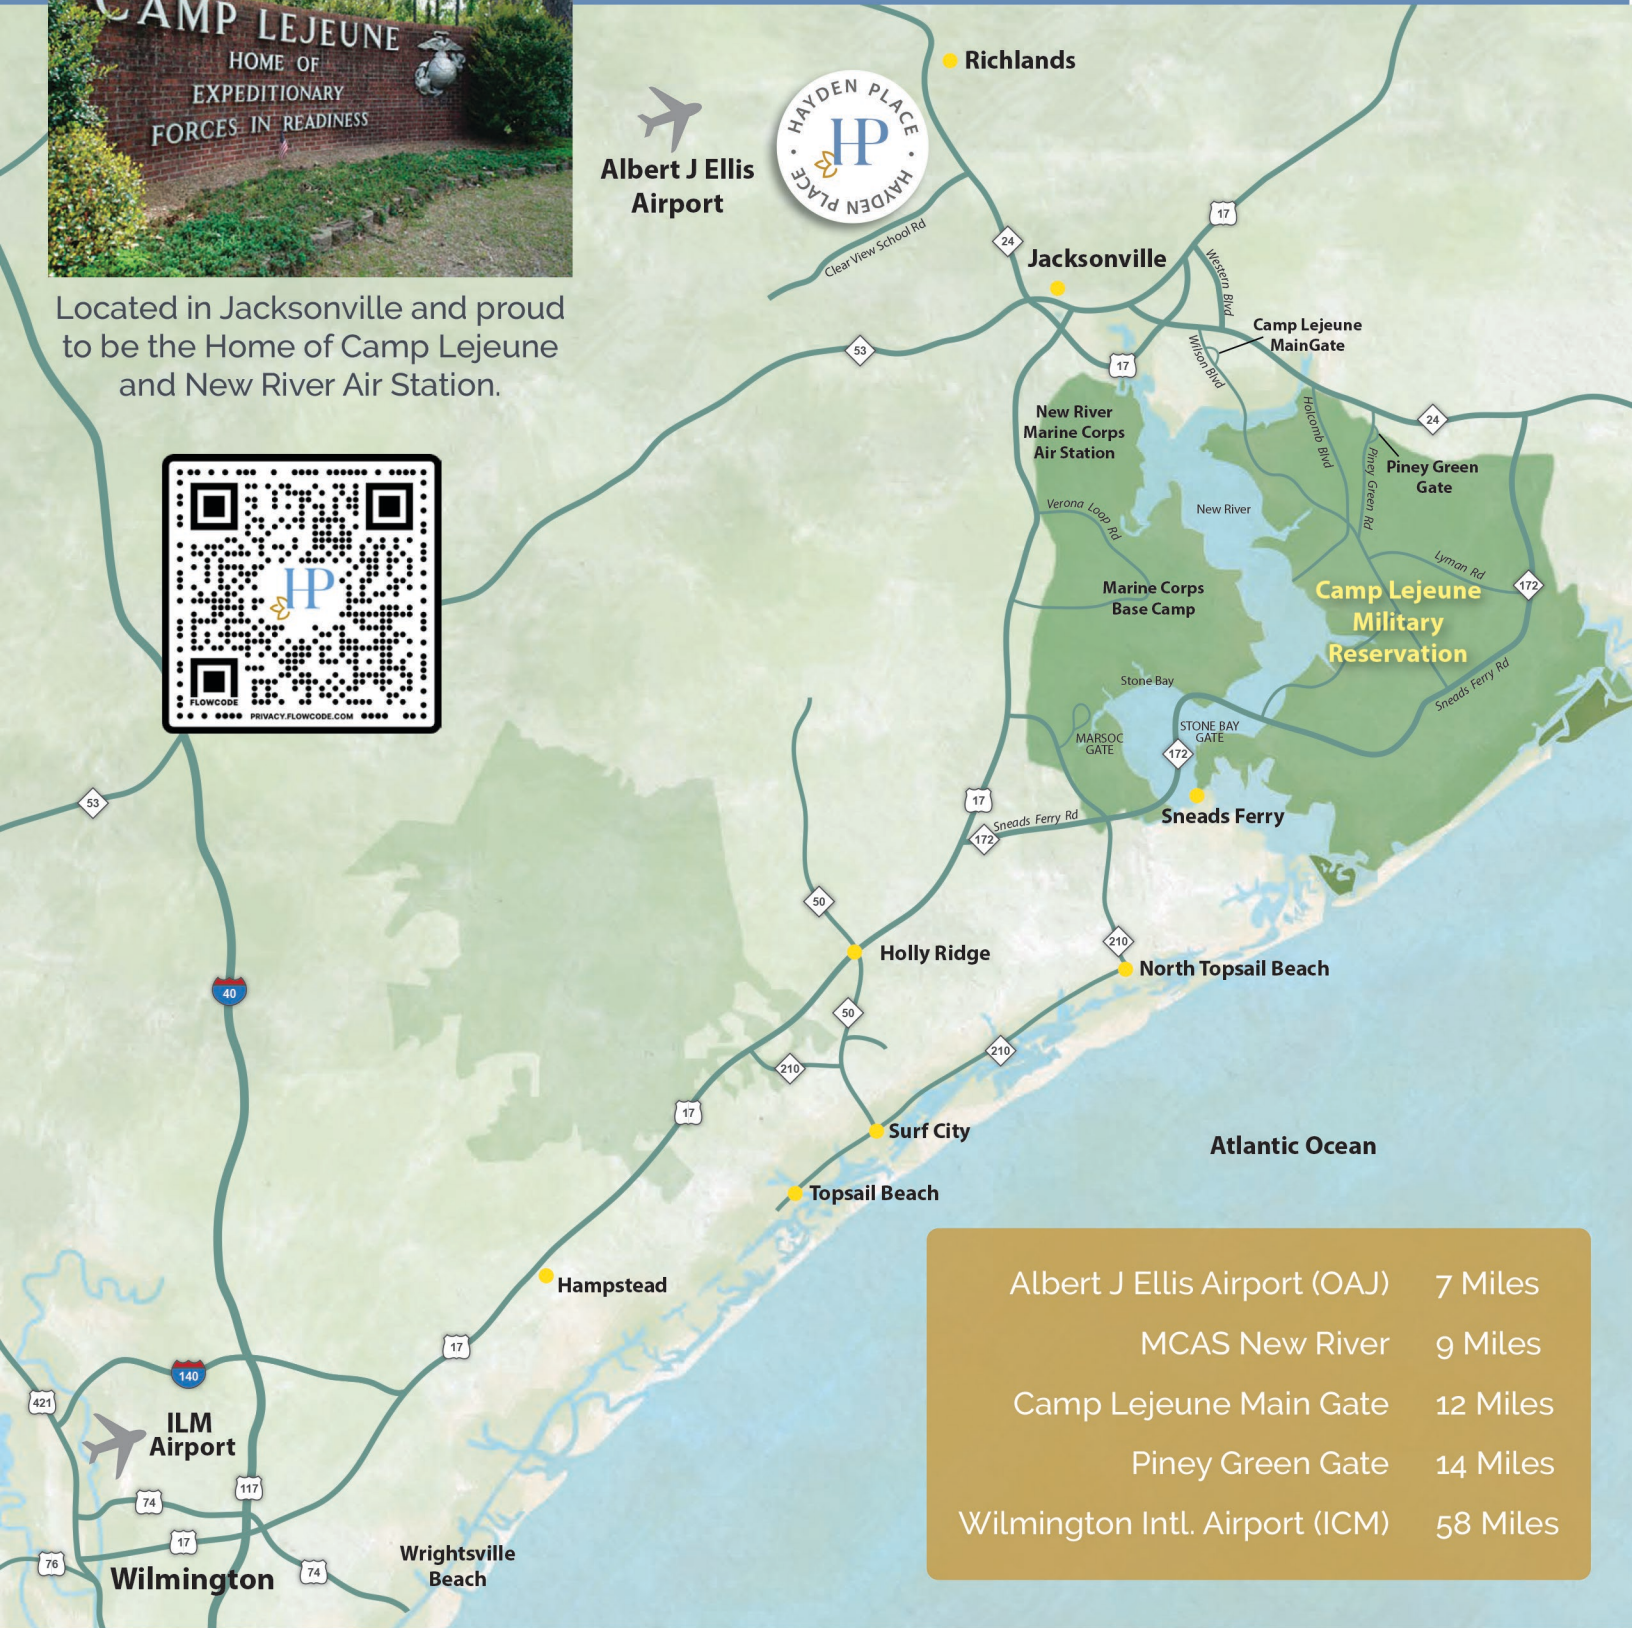 CAMP LEJEUNE
HOME OF
EXPEDITIONARY
FORCES IN READINESS
Located in Jacksonville and proud
to be the Home of Camp Lejeune
and New River Air Station.
HP
FLOWCODE
PRIVACY.FLOWCODE.COM
Albert J Ellis
Airport
HAYDEN PLACE
HP
HAYDEN PLACE
Richlands
Clear View School Rd
24
17
Jacksonville
Western Blvd
Camp Lejeune
MainGate
Wilson Blvd
53
17
New River
Marine Corps
Air Station
Holcomb Blvd
24
Piney Green Rd
Piney Green
Gate
New River
Verona Loop Rd
Lyman Rd
172
Marine Corps
Base Camp
Camp Lejeune
Military
Reservation
Sneads Ferry Rd
Stone Bay
MARSOC
GATE
STONE BAY
GATE
172
53
17
172
Sneads Ferry Rd
Sneads Ferry
50
Holly Ridge
210
North Topsail Beach
40
50
210
210
17
Surf City
Atlantic Ocean
Topsail Beach
Hampstead
17
140
421
ILM
Airport
117
74
17
76
Wilmington
74
Wrightsville
Beach
Albert J Ellis Airport (OAJ) 7 Miles
MCAS New River 9 Miles
Camp Lejeune Main Gate 12 Miles
Piney Green Gate 14 Miles
Wilmington Intl. Airport (ICM) 58 Miles